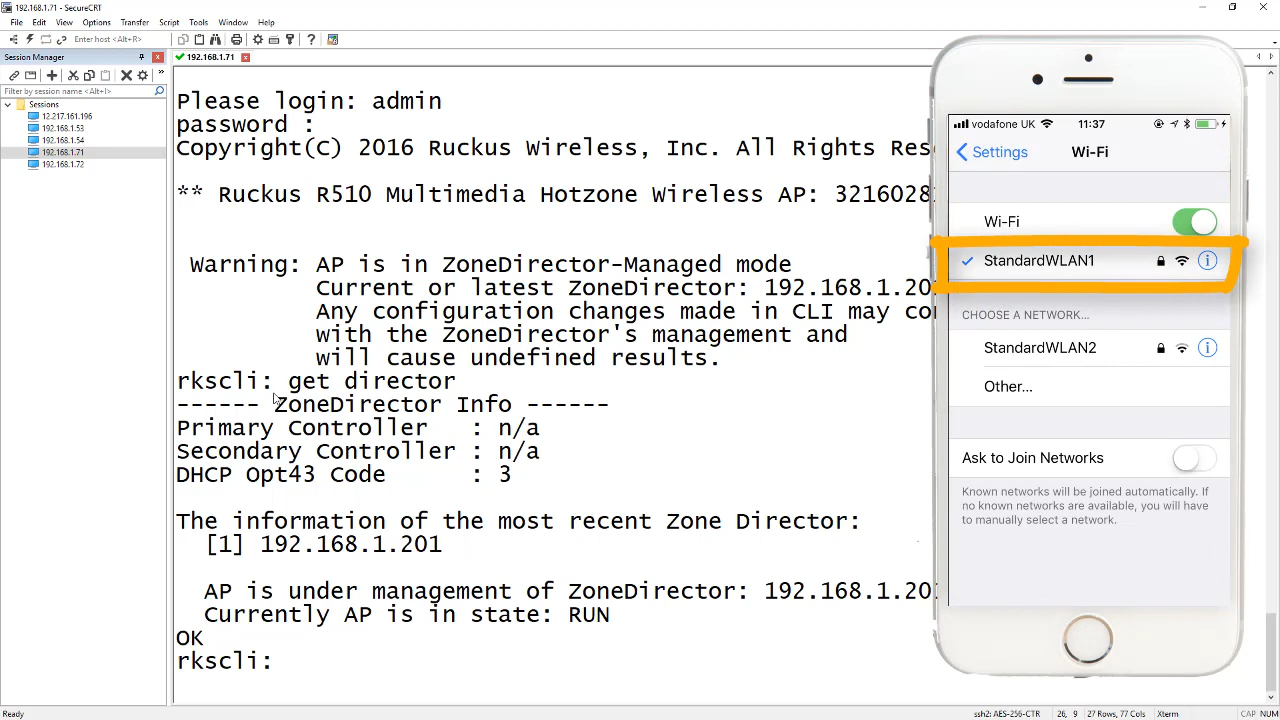 192.168.1.71 - SecureCRT
File Edit View Options Transfer Script Tools Window Help
Enter host <Alt+R>
Session Manager
192.168.1.71
Filter by session name <Alt+I>
Sessions
12.217.161.196
192.168.1.53
192.168.1.54
192.168.1.71
192.168.1.72
Please login: admin
password :
Copyright(C) 2016 Ruckus Wireless, Inc. All Rights Res
** Ruckus R510 Multimedia Hotzone Wireless AP: 3216028
Warning: AP is in ZoneDirector-Managed mode
Current or latest ZoneDirector: 192.168.1.20
Any configuration changes made in CLI may co
with the ZoneDirector's management and
will cause undefined results.
rkscli: get director
------ ZoneDirector Info ------
Primary Controller : n/a
Secondary Controller : n/a
DHCP Opt43 Code : 3
The information of the most recent Zone Director:
[1] 192.168.1.201
AP is under management of ZoneDirector: 192.168.1.201
Currently AP is in state: RUN
OK
rkscli:
vodafone UK 11:37
Settings Wi-Fi
Wi-Fi
StandardWLAN1
CHOOSE A NETWORK...
StandardWLAN2
Other...
Ask to Join Networks
Known networks will be joined automatically. If
no known networks are available, you will have
to manually select a network.
Ready ssh2: AES-256-CTR 26, 9 27 Rows, 77 Cols Xterm CAP NUM